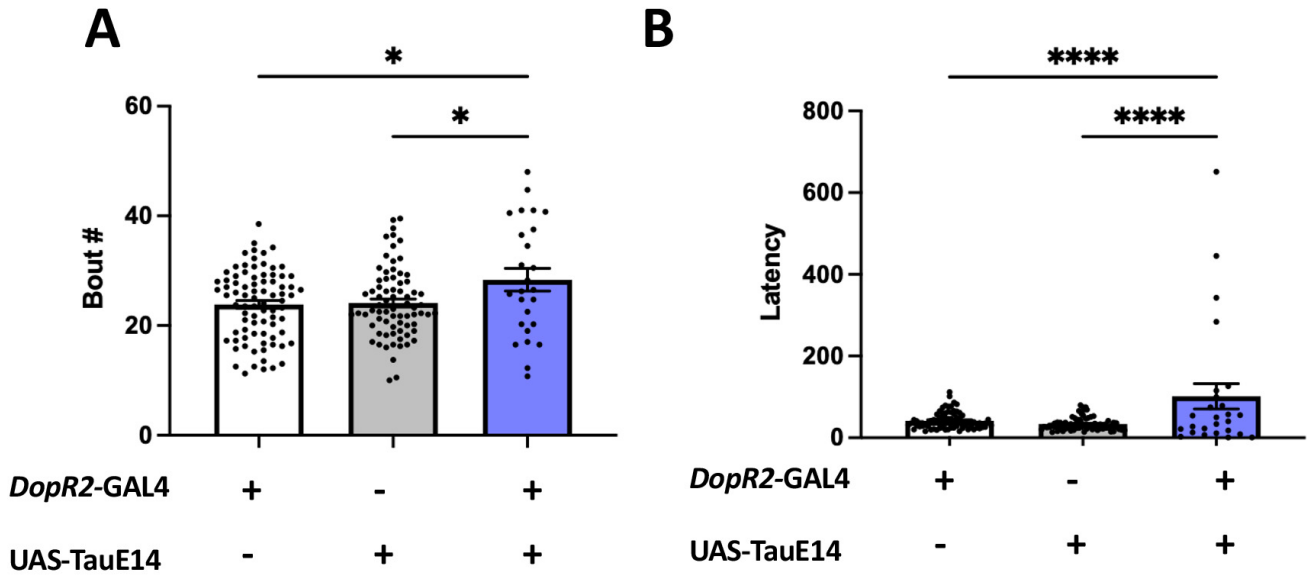 A
B
*
*
****
****
Bout #
60
40
20
0
Latency
800
600
400
200
0
DopR2-GAL4 + - +
UAS-TauE14 - + +
DopR2-GAL4 + - +
UAS-TauE14 - + +